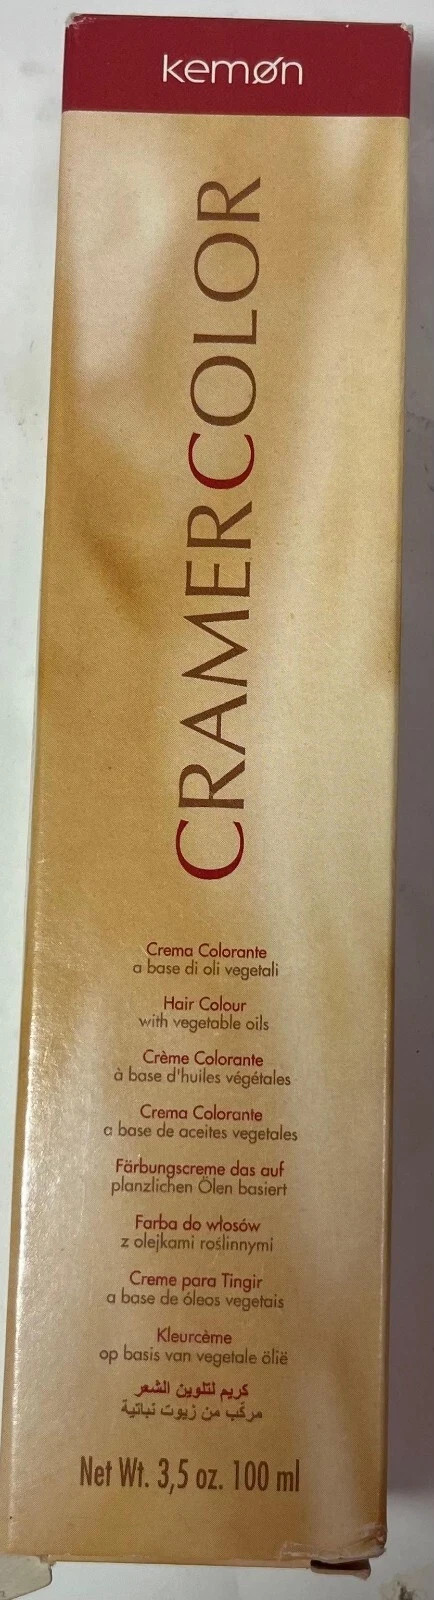 kemøn
CRAMERCOLOR
Crema Colorante
a base di oli vegetali
Hair Colour
with vegetable oils
Crème Colorante
à base d'huiles végétales
Crema Colorante
a base de aceites vegetales
Färbungscreme das auf
planzlichen Ölen basiert
Farba do włosów
z olejkami roślinnymi
Creme para Tingir
a base de óleos vegetais
Kleurcème
op basis van vegetale ölië
كريم لتلوين الشعر
مركّب من زيوت نباتية
Net Wt. 3,5 oz. 100 ml